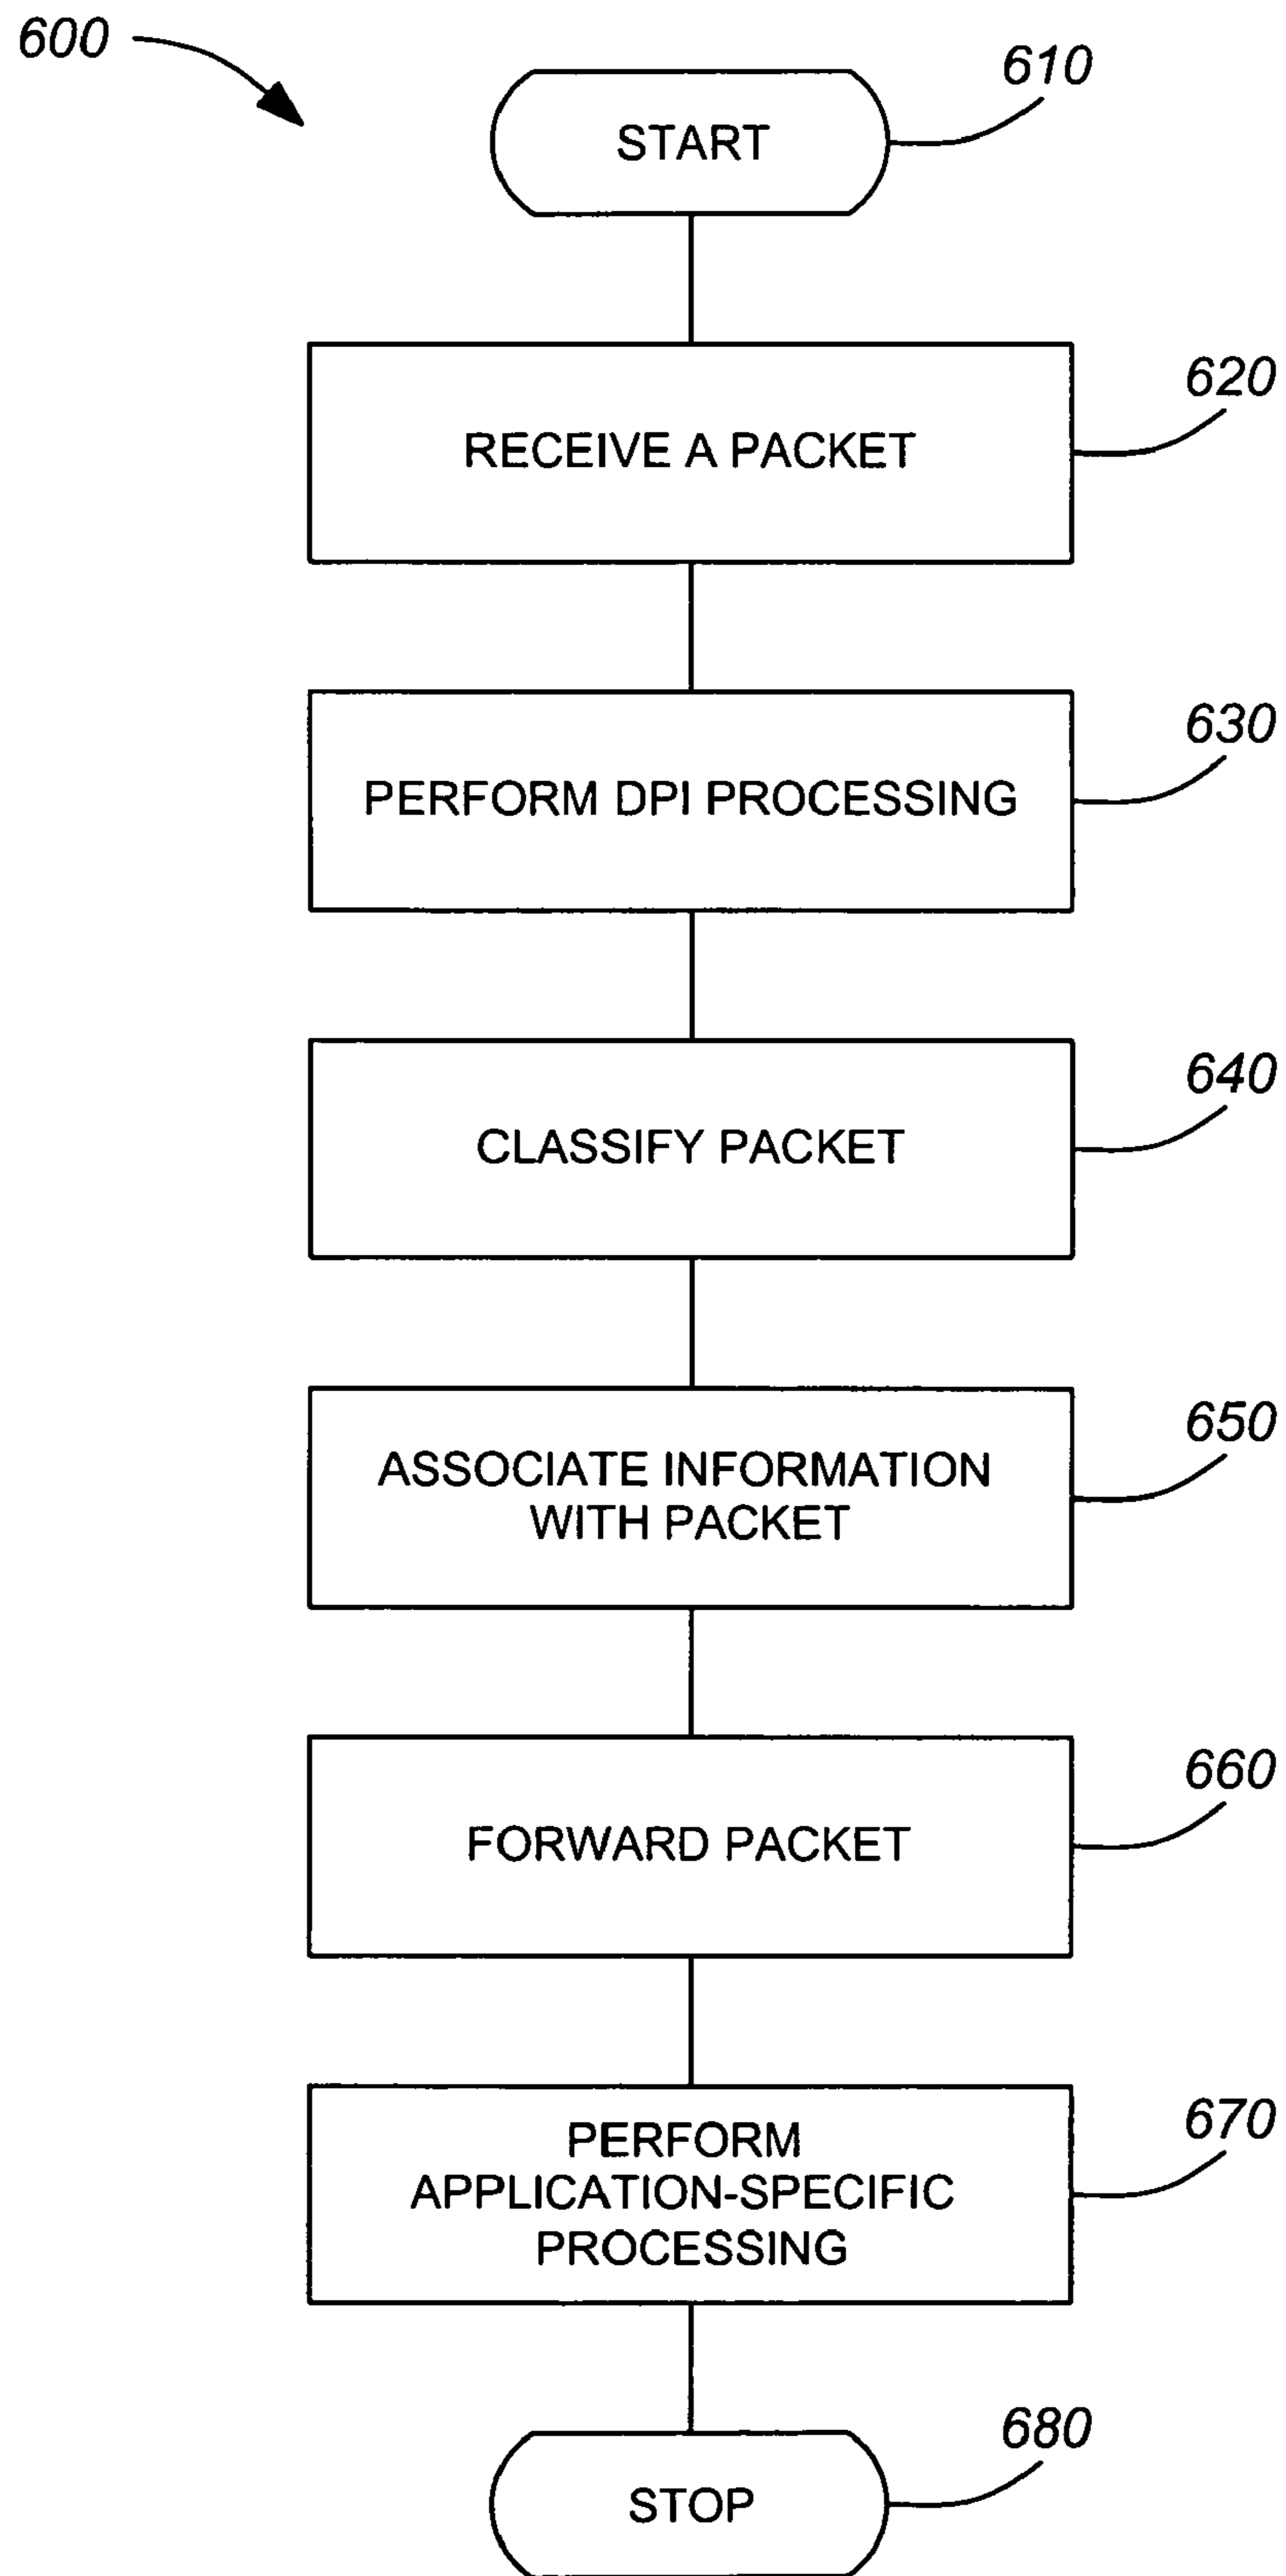 600
610
START
620
RECEIVE A PACKET
630
PERFORM DPI PROCESSING
640
CLASSIFY PACKET
650
ASSOCIATE INFORMATION
WITH PACKET
660
FORWARD PACKET
670
PERFORM
APPLICATION-SPECIFIC
PROCESSING
680
STOP